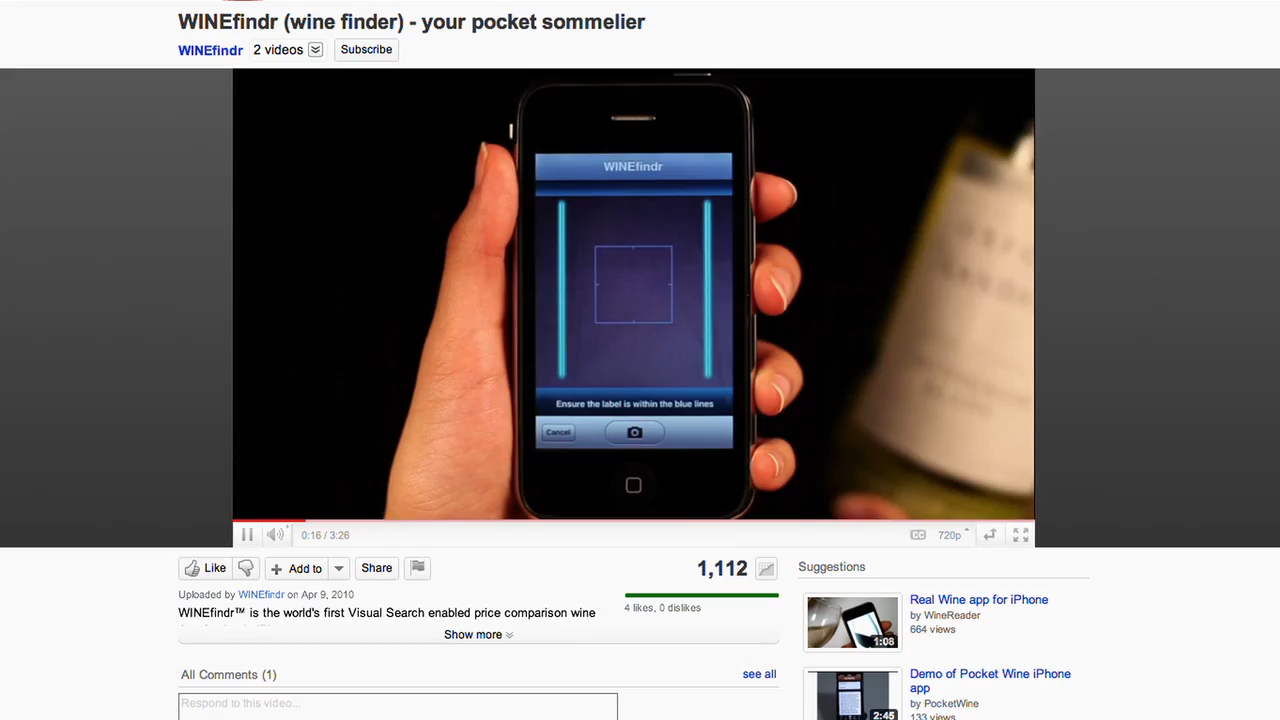 WINEfindr (wine finder) - your pocket sommelier
WINEfindr 2 videos Subscribe
WINEfindr
Ensure the label is within the blue lines
Cancel
0:16 / 3:26
CC 720p
Like Add to Share
1,112
Uploaded by WINEfindr on Apr 9, 2010
WINEfindr™ is the world's first Visual Search enabled price comparison wine
Show more
4 likes, 0 dislikes
All Comments (1) see all
Respond to this video...
Suggestions
1:08
Real Wine app for iPhone
by WineReader
664 views
2:45
Demo of Pocket Wine iPhone
app
by PocketWine
133 views